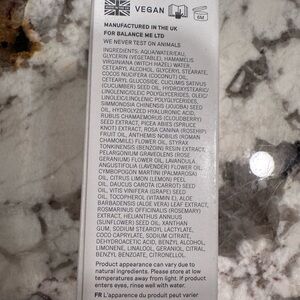 VEGAN
6M
MANUFACTURED IN THE UK
FOR BALANCE ME LTD
WE NEVER TEST ON ANIMALS
INGREDIENTS: AQUA/WATER/EAU,
GLYCERIN (VEGETABLE), HAMAMELIS
VIRGINIANA (WITCH HAZEL) WATER,
CETEARYL ALCOHOL, GLYCERYL STEARATE,
COCOS NUCIFERA (COCONUT) OIL,
CETEARYL GLUCOSIDE, CUCUMIS SATIVUS
(CUCUMBER) SEED OIL, HYDROXYSTEARIC/
LINOLENIC/OLEIC POLYGLYCERIDES, OLEIC/
LINOLEIC/LINOLENIC POLYGLYCERIDES,
SIMMONDSIA CHINENSIS (JOJOBA) SEED
OIL, HYDROLYZED HYALURONIC ACID,
RUBUS CHAMAEMORUS (CLOUDBERRY)
SEED EXTRACT, PICEA ABIES (SPRUCE
KNOT) EXTRACT, ROSA CANINA (ROSEHIP)
FRUIT OIL, ANTHEMIS NOBILIS (ROMAN
CHAMOMILE) FLOWER OIL, STYRAX
TONKINENSIS (BENZOIN) RESIN EXTRACT,
PELARGONIUM GRAVEOLENS (ROSE
GERANIUM) FLOWER OIL, LAVANDULA
ANGUSTIFOLIA (LAVENDER) OIL,
CYMBOPOGON MARTINI (PALMAROSA)
OIL, CITRUS LIMON (LEMON) PEEL
OIL, DAUCUS CAROTA (CARROT) SEED
OIL, VITIS VINIFERA (GRAPE) SEED
OIL, TOCOPHEROL (VITAMIN E), ALOE
BARBADENSIS (ALOE VERA) LEAF EXTRACT,
ROSMARINUS OFFICINALIS (ROSEMARY)
EXTRACT, HELIANTHUS ANNUUS
(SUNFLOWER) SEED OIL, XANTHAN
GUM, SODIUM STEAROYL LACTYLATE,
COCO CAPRYLATE, SODIUM CITRATE,
DEHYDROACETIC ACID, BENZYL ALCOHOL,
LIMONENE, LINALOOL, GERANIOL, CITRAL,
BENZYL BENZOATE, CITRONELLOL.
Product appearance can vary due to
natural ingredients. Please store at low
temperatures away from light. If product
enters eyes, rinse well with water.
FR L'apparence du produit peut varier